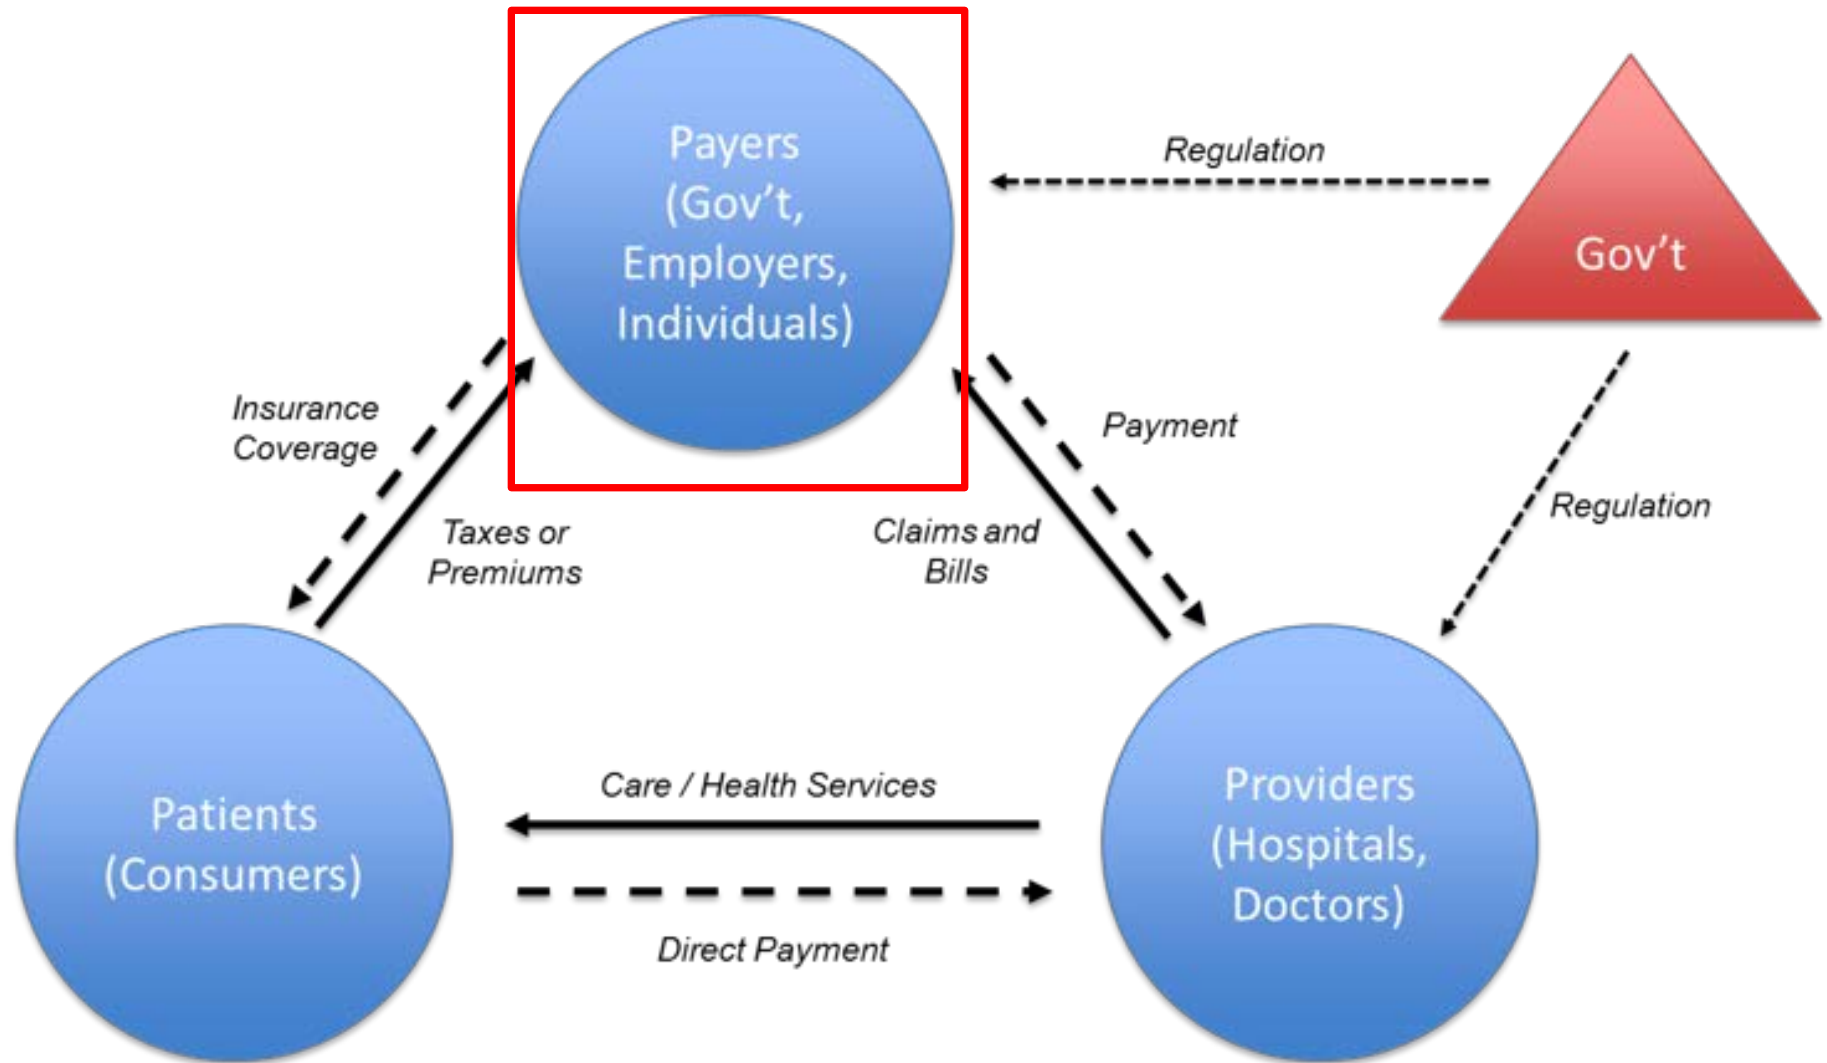 Payers
(Gov’t,
Employers,
Individuals)
Regulation
Gov’t
Insurance
Coverage
Taxes or
Premiums
Claims and
Bills
Payment
Regulation
Patients
(Consumers)
Care / Health Services
Direct Payment
Providers
(Hospitals,
Doctors)